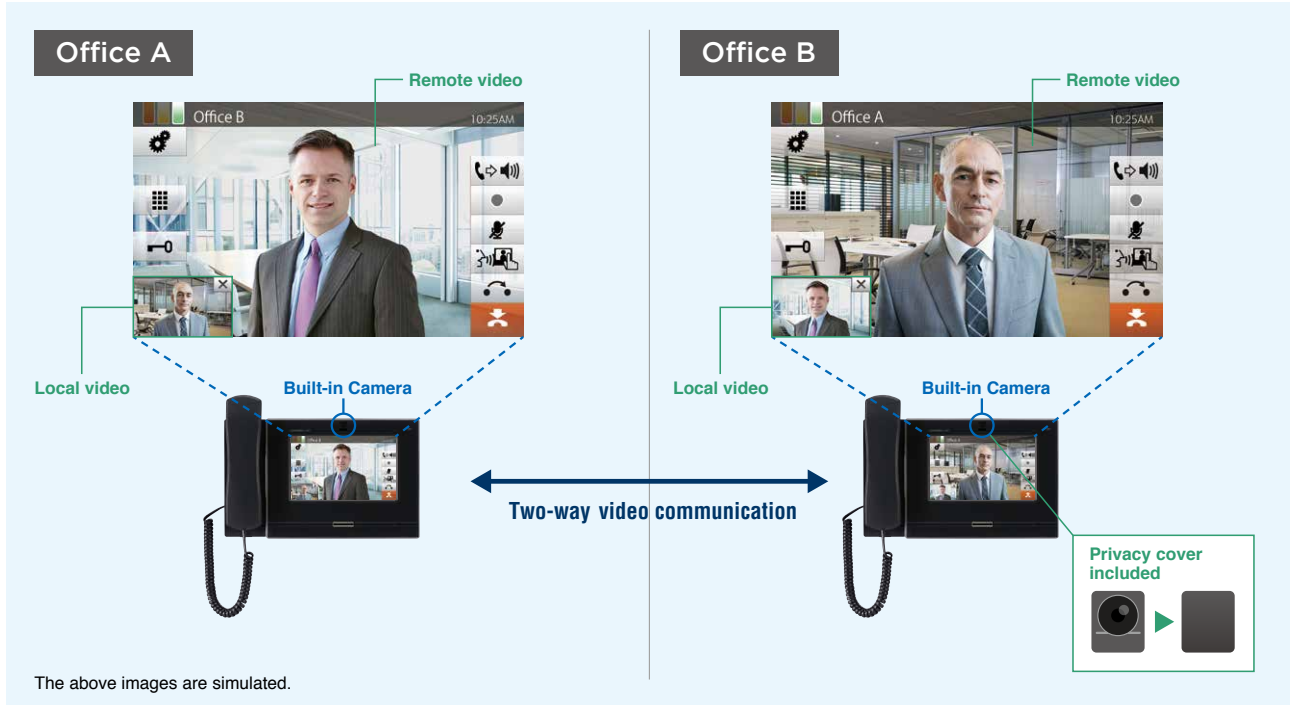 Office A
Remote video
Office B
10:25AM
Local video
Built-in Camera
Office B
Remote video
Office A
10:25AM
Local video
Built-in Camera
Two-way video communication
Privacy cover
included
The above images are simulated.